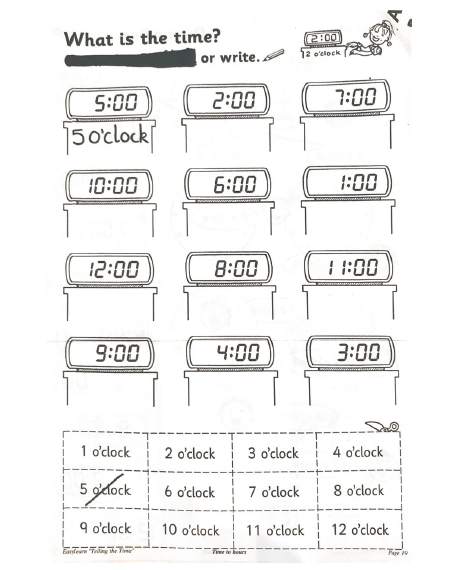 What is the time?
or write.
2:00
2 o'clock
A
5:00
2:00
7:00
5 o'clock
10:00
6:00
1:00
12:00
8:00
11:00
9:00
4:00
3:00
1 o'clock
2 o'clock
3 o'clock
4 o'clock
5 o'clock
6 o'clock
7 o'clock
8 o'clock
9 o'clock
10 o'clock
11 o'clock
12 o'clock
Easylearn "Telling the Time"
Time to hours
Page 19